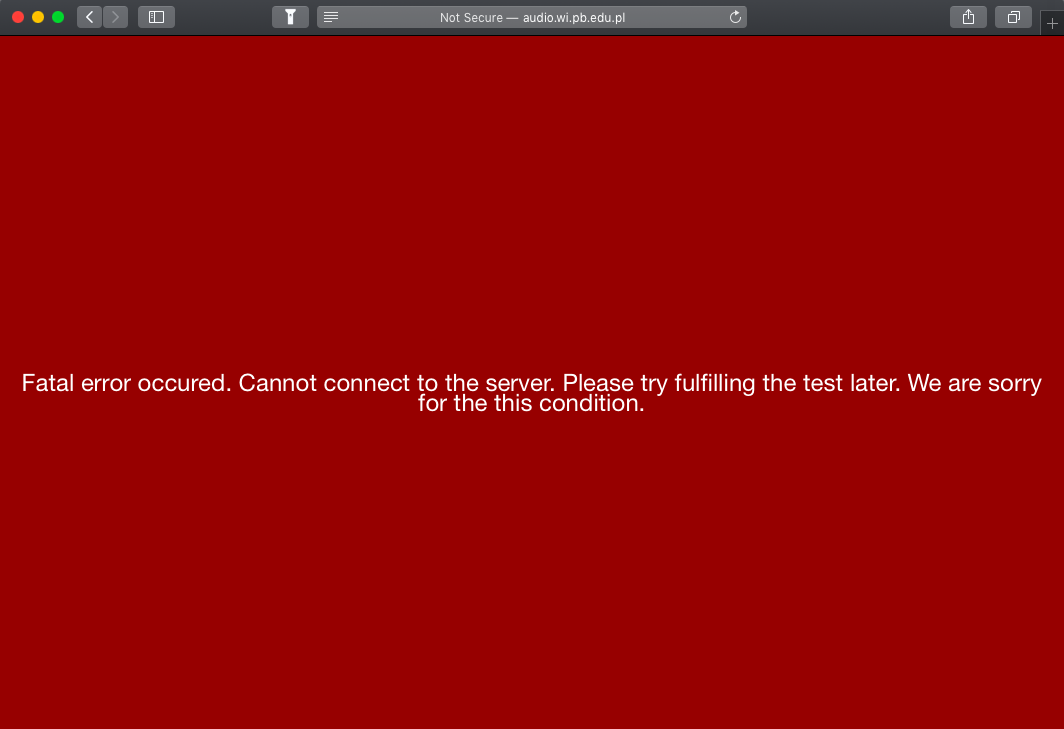 Not Secure — audio.wi.pb.edu.pl
Fatal error occured. Cannot connect to the server. Please try fulfilling the test later. We are sorry
for the this condition.